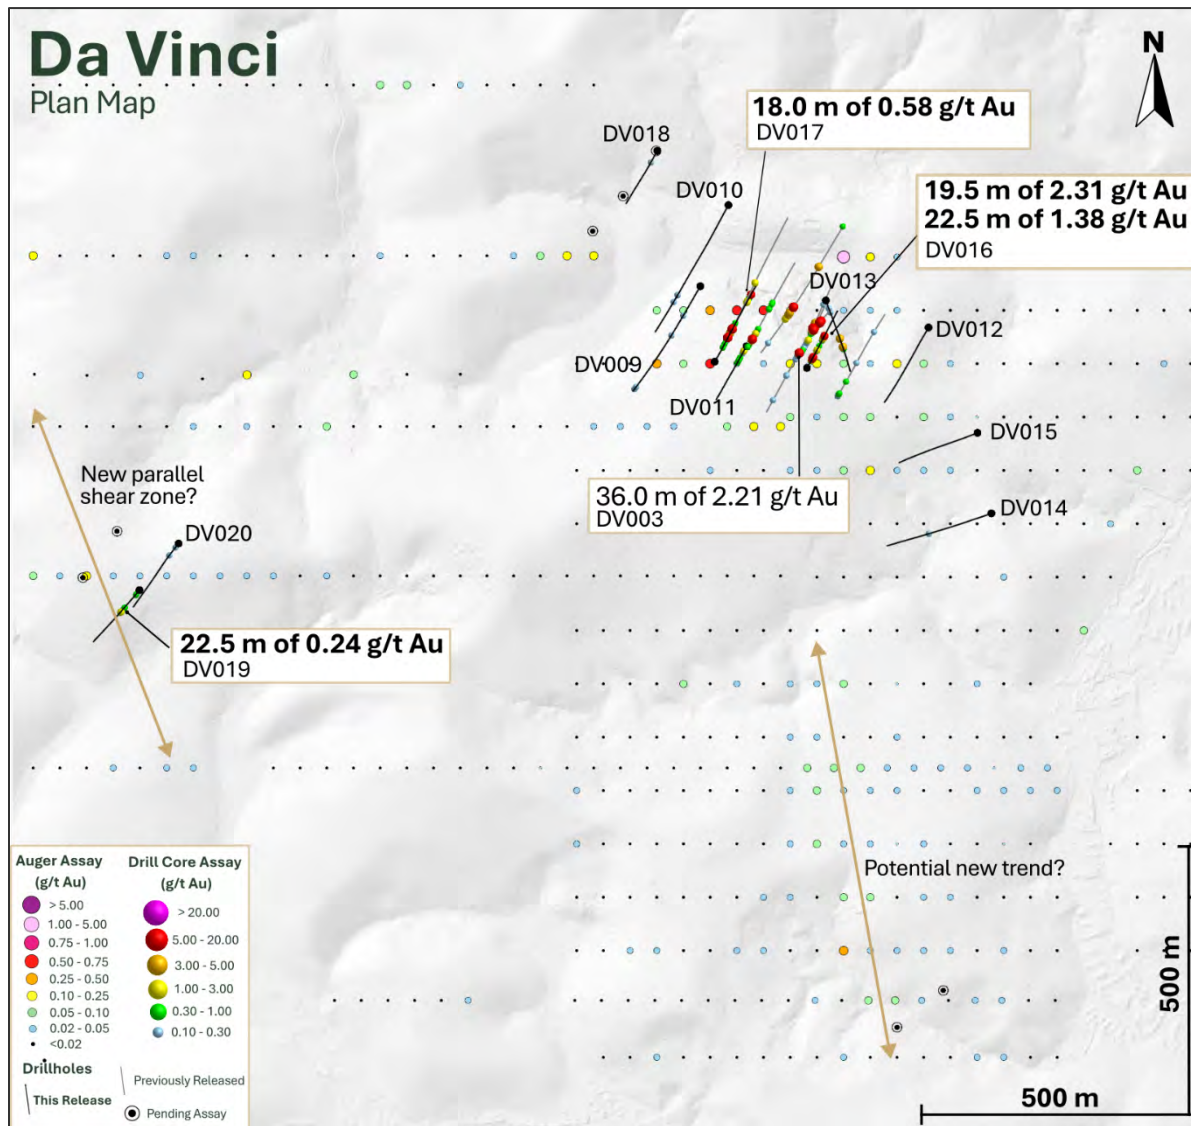 Da Vinci
Plan Map
N
18.0 m of 0.58 g/t Au
DV017
DV018
DV010
19.5 m of 2.31 g/t Au
22.5 m of 1.38 g/t Au
DV016
DV013
DV012
DV009
DV011
DV015
36.0 m of 2.21 g/t Au
DV003
DV014
New parallel
shear zone?
DV020
22.5 m of 0.24 g/t Au
DV019
Potential new trend?
Auger Assay
(g/t Au)
> 5.00
1.00 - 5.00
0.75 - 1.00
0.50 - 0.75
0.25 - 0.50
0.10 - 0.25
0.05 - 0.10
0.02 - 0.05
<0.02
Drill Core Assay
(g/t Au)
> 20.00
5.00 - 20.00
3.00 - 5.00
1.00 - 3.00
0.30 - 1.00
0.10 - 0.30
Drillholes
This Release
Previously Released
Pending Assay
500 m
500 m